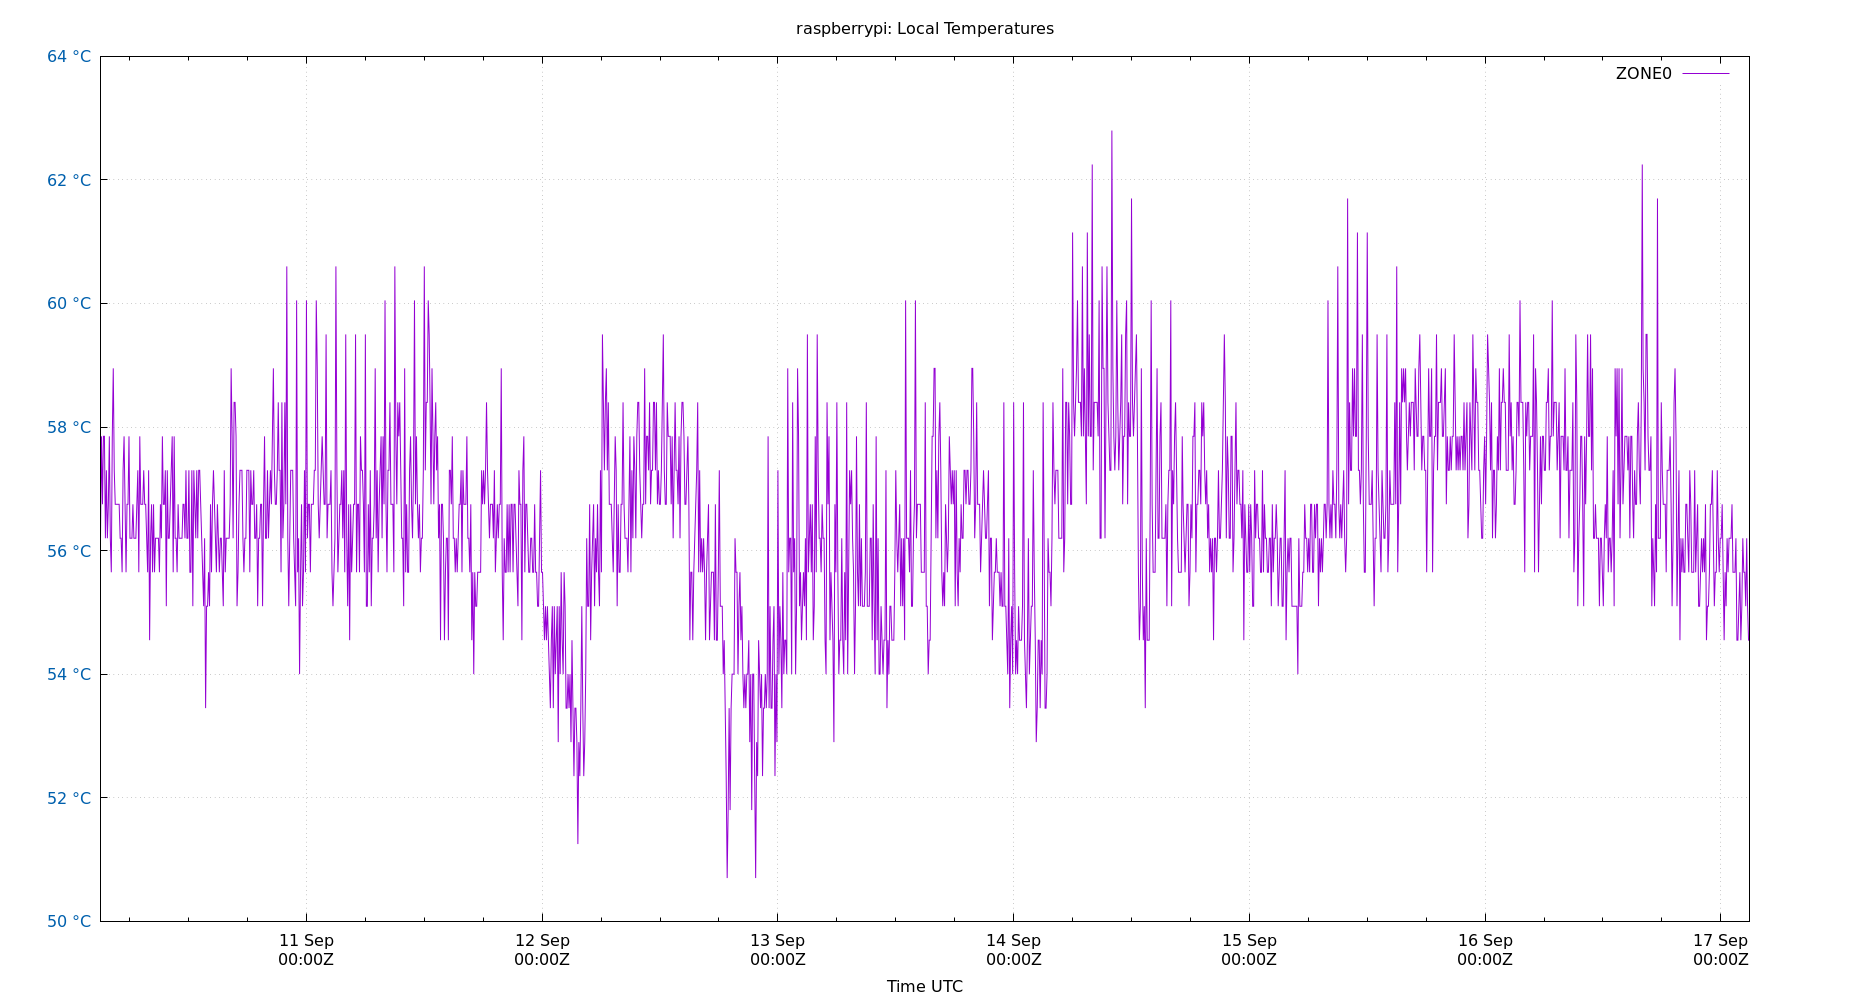 raspberrypi: Local Temperatures
64 °C
ZONE0
62 °C
60 °C
58 °C
56 °C
54 °C
52 °C
50 °C
11 Sep 12 Sep 13 Sep 14 Sep 15 Sep 16 Sep 17 Sep
00:00Z 00:00Z 00:00Z 00:00Z 00:00Z 00:00Z 00:00Z
Time UTC